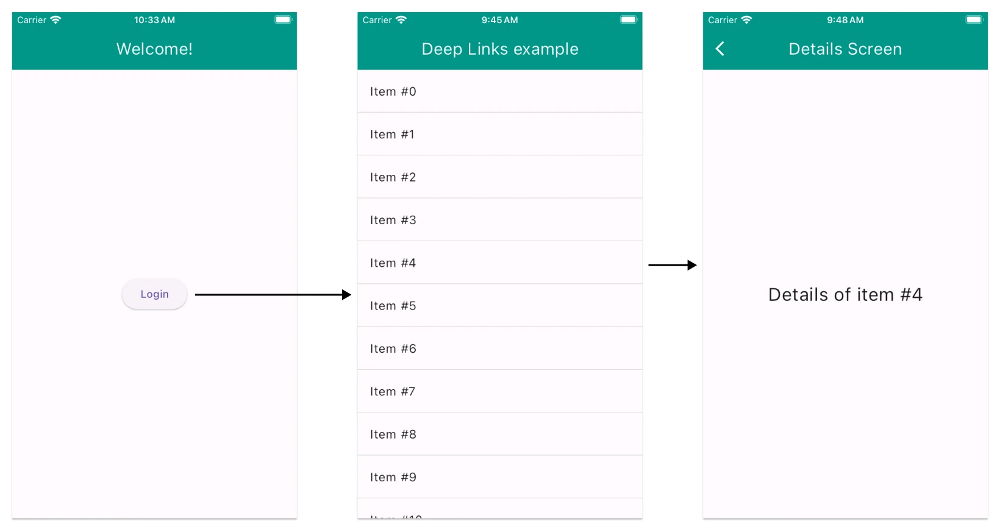 Carrier 10:33 AM
Welcome!
Login
Carrier 9:45 AM
Deep Links example
Item #0
Item #1
Item #2
Item #3
Item #4
Item #5
Item #6
Item #7
Item #8
Item #9
Item #10
Carrier 9:48 AM
Details Screen
Details of item #4